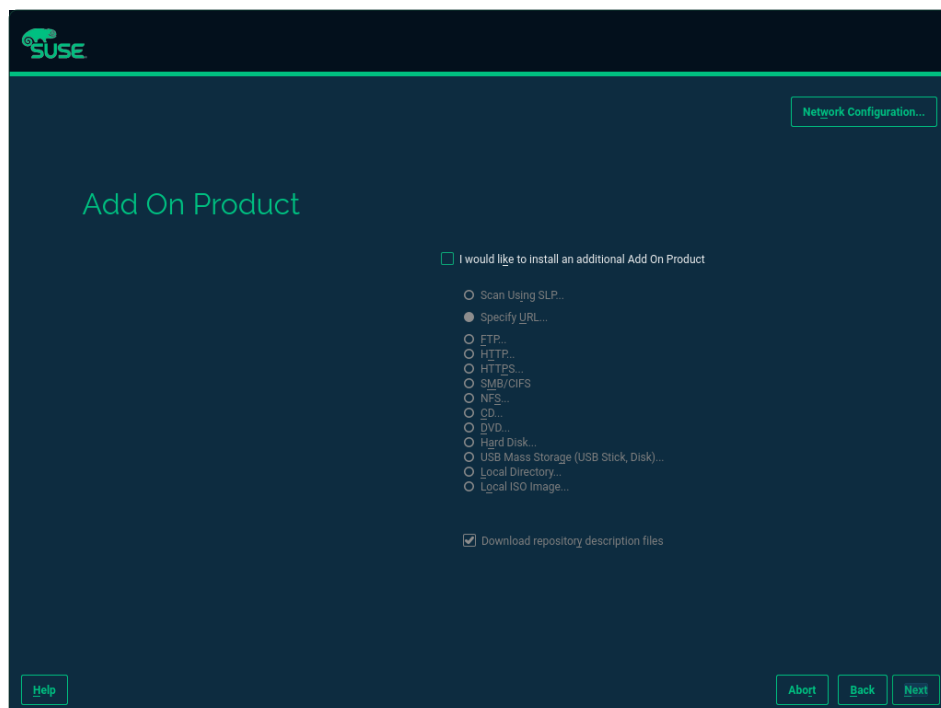 SUSE
Network Configuration...
Add On Product
I would like to install an additional Add On Product
Scan Using SLP...
Specify URL...
FTP...
HTTP...
HTTPS...
SMB/CIFS
NFS...
CD...
DVD...
Hard Disk...
USB Mass Storage (USB Stick, Disk)...
Local Directory...
Local ISO Image...
Download repository description files
Help
Abort
Back
Next